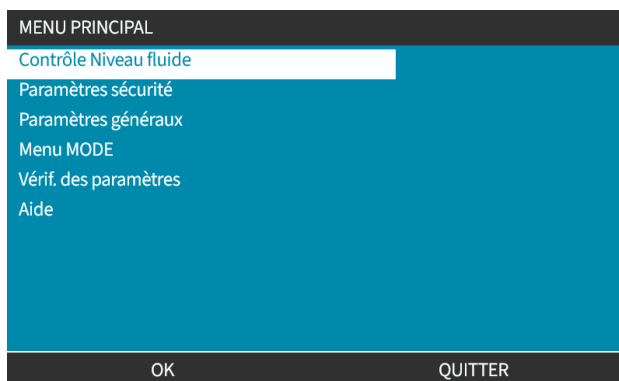 MENU PRINCIPAL
Contrôle Niveau fluide
Paramètres sécurité
Paramètres généraux
Menu MODE
Vérif. des paramètres
Aide
OK QUITTER